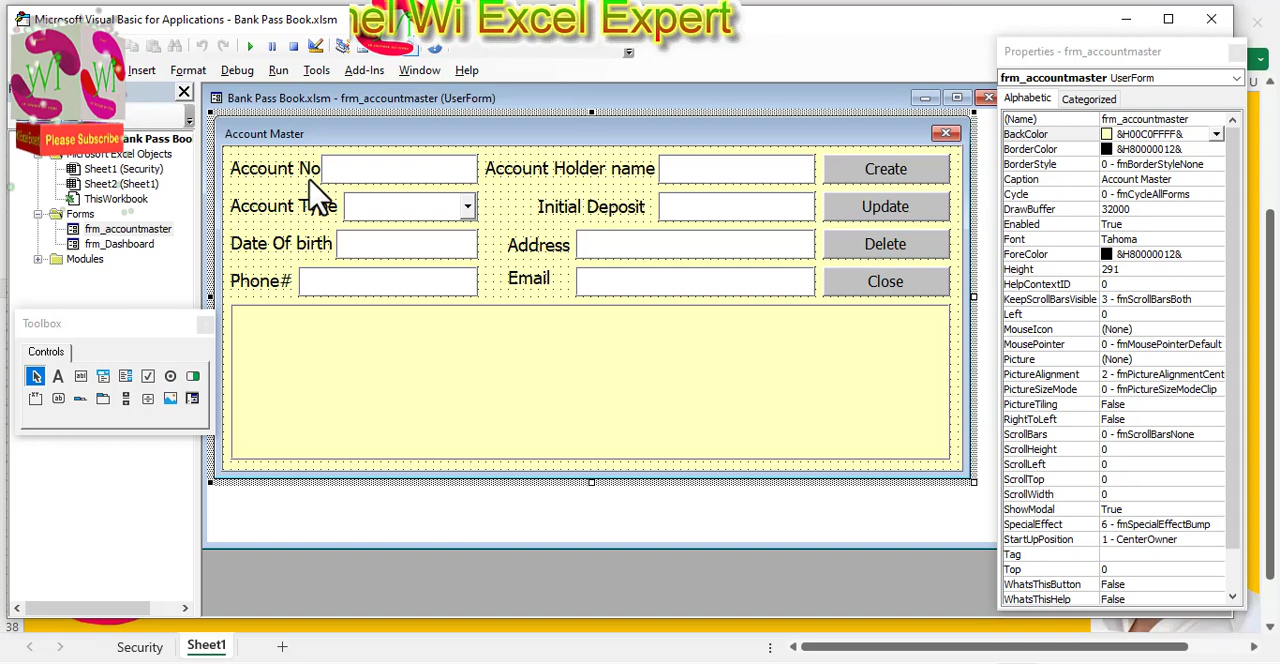 Microsoft Visual Basic for Applications - Bank Pass Book.xlsm
nel Wi Excel Expert
Insert Format Debug Run Tools Add-Ins Window Help
Wi Wi
Please Subscribe
Bank Pass Boo
Microsoft Excel Objects
Sheet1 (Security)
Sheet2 (Sheet1)
ThisWorkbook
Forms
frm_accountmaster
frm_Dashboard
Modules
Toolbox
Controls
Bank Pass Book.xlsm - frm_accountmaster (UserForm)
Account Master
Account No Account Holder name Create
Account Initial Deposit Update
Date Of birth Address Delete
Phone# Email Close
Properties - frm_accountmaster
frm_accountmaster UserForm
Alphabetic Categorized
(Name) frm_accountmaster
BackColor &H00C0FFFF&
BorderColor &H80000012&
BorderStyle 0 - fmBorderStyleNone
Caption Account Master
Cycle 0 - fmCycleAllForms
DrawBuffer 32000
Enabled True
Font Tahoma
ForeColor &H80000012&
Height 291
HelpContextID 0
KeepScrollBarsVisible 3 - fmScrollBarsBoth
Left 0
MouseIcon (None)
MousePointer 0 - fmMousePointerDefault
Picture (None)
PictureAlignment 2 - fmPictureAlignmentCent
PictureSizeMode 0 - fmPictureSizeModeClip
PictureTiling False
RightToLeft False
ScrollBars 0 - fmScrollBarsNone
ScrollHeight 0
ScrollLeft 0
ScrollTop 0
ScrollWidth 0
ShowModal True
SpecialEffect 6 - fmSpecialEffectBump
StartUpPosition 1 - CenterOwner
Tag
Top 0
WhatsThisButton False
WhatsThisHelp False
U
38
Security Sheet1